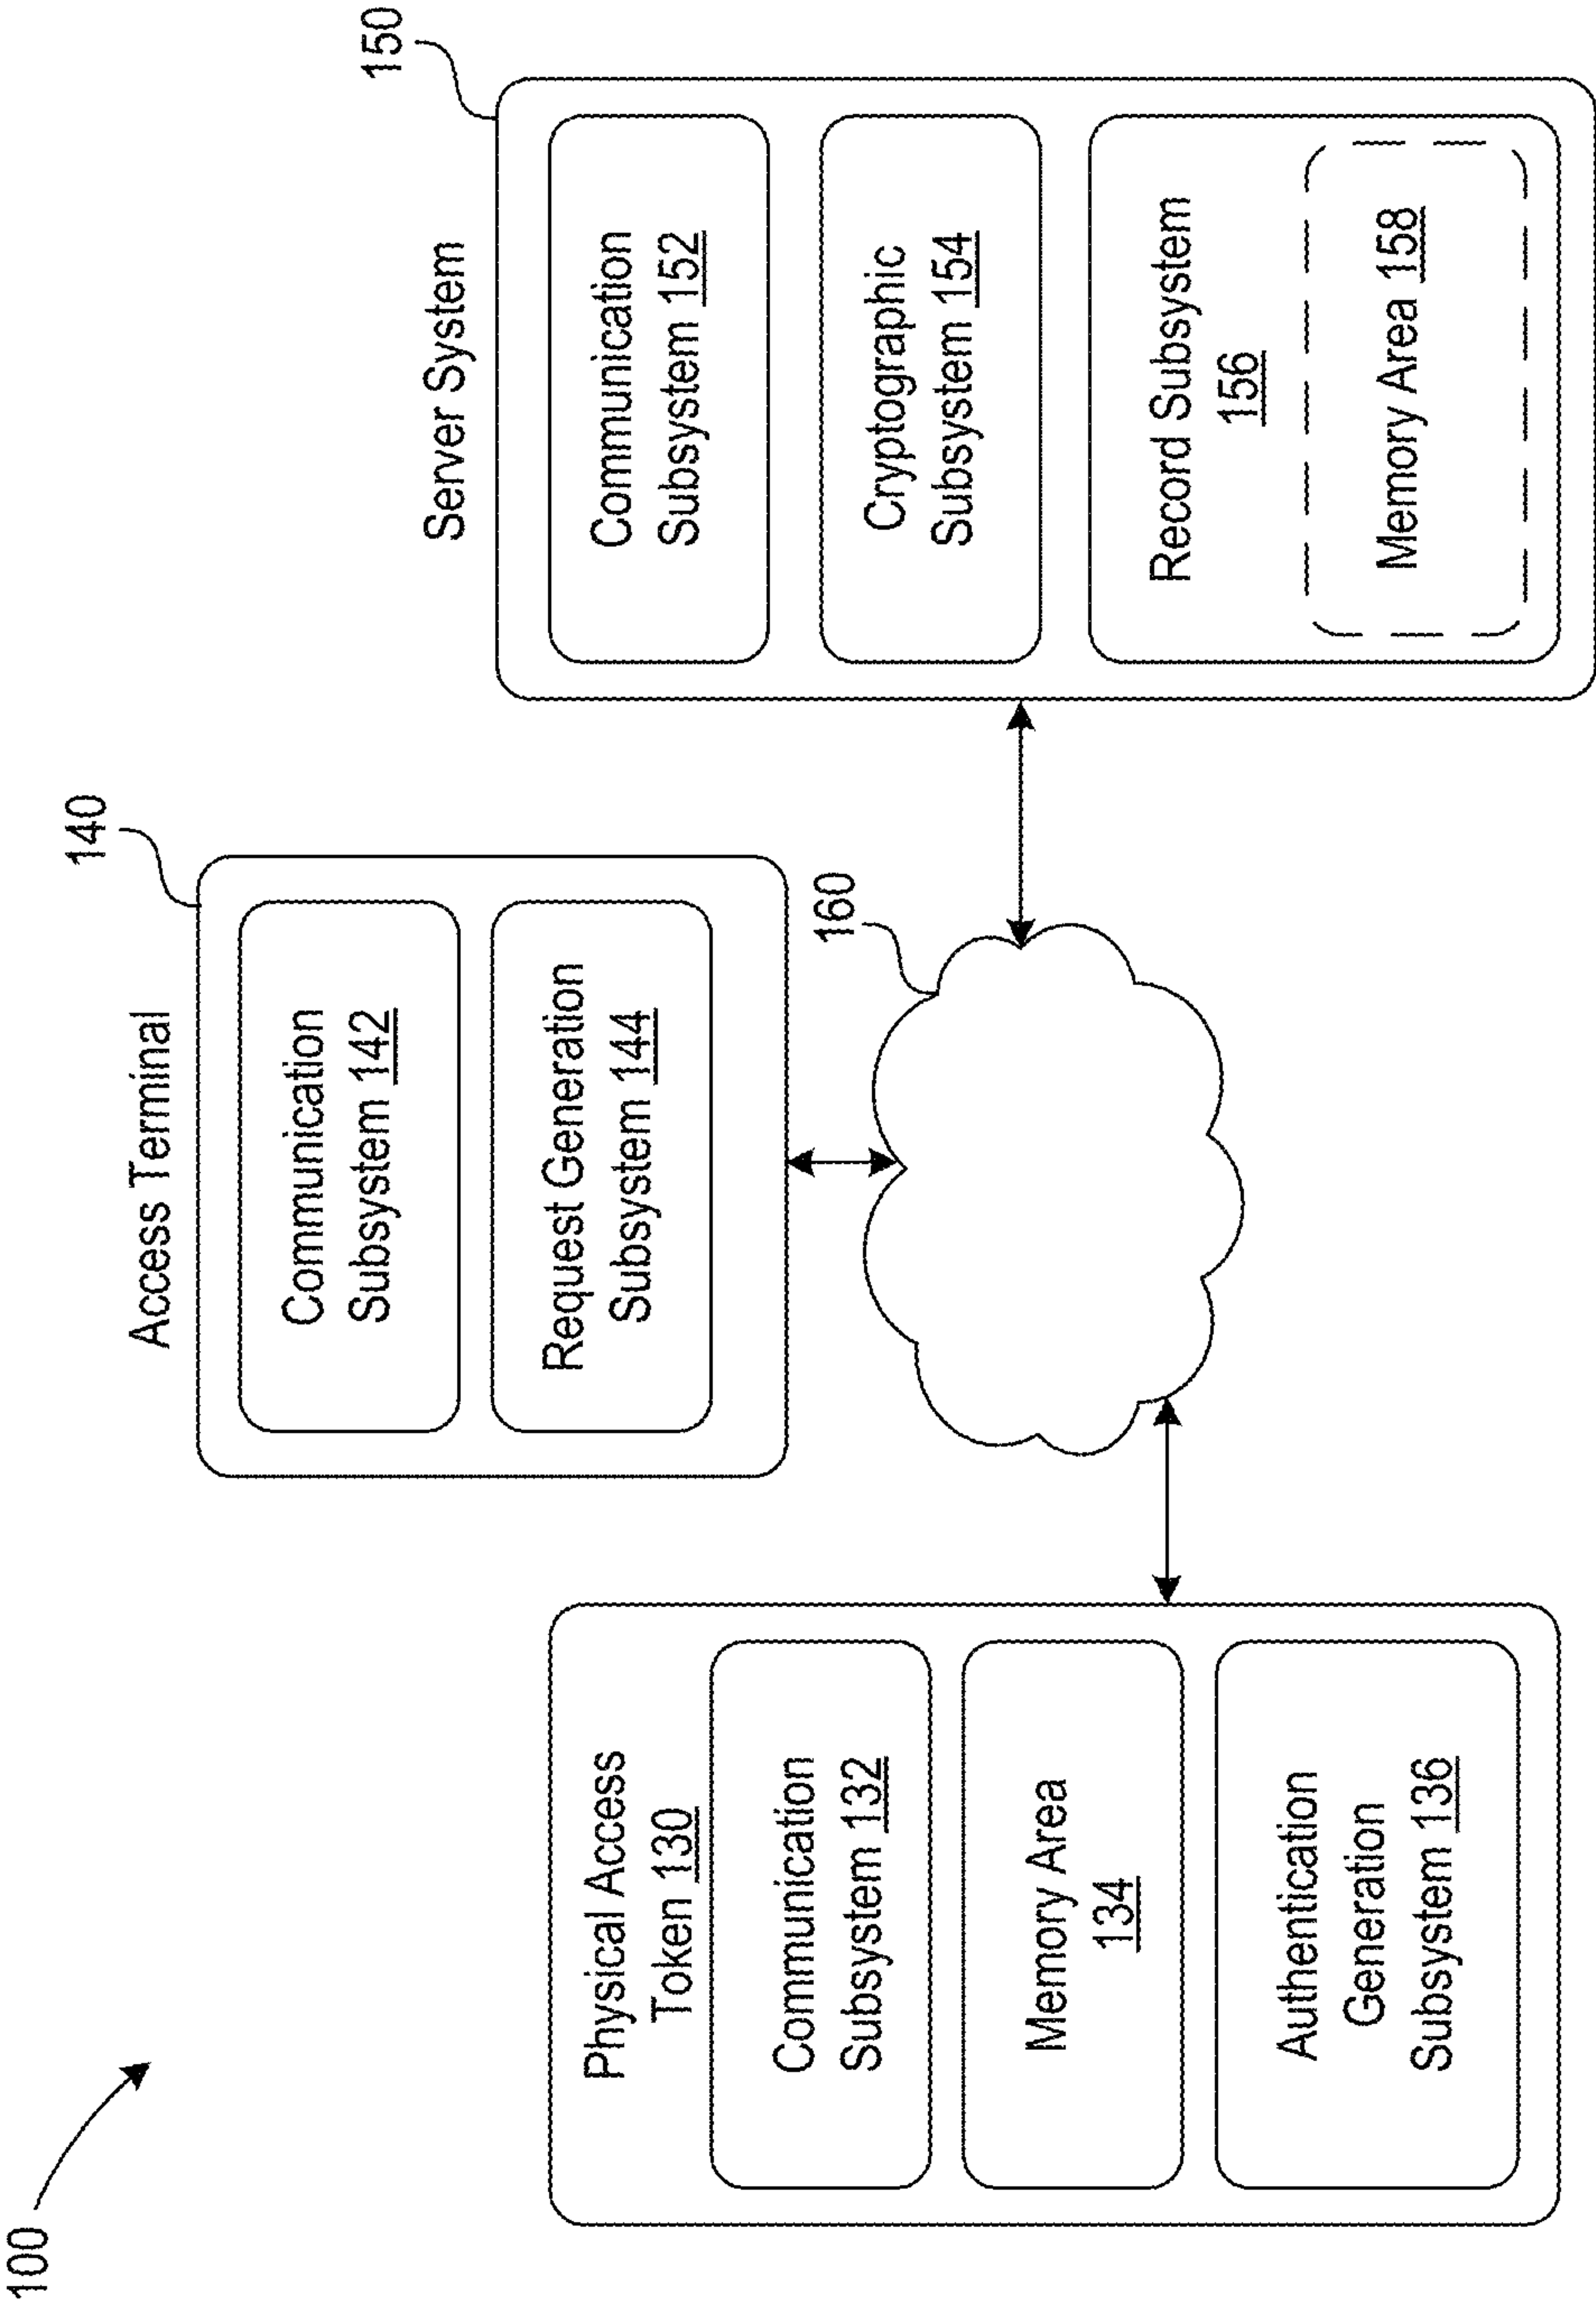 100
Physical Access
Token 130
Communication
Subsystem 132
Memory Area
134
Authentication
Generation
Subsystem 136
Access Terminal
140
Communication
Subsystem 142
Request Generation
Subsystem 144
160
Server System
150
Communication
Subsystem 152
Cryptographic
Subsystem 154
Record Subsystem
156
Memory Area 158